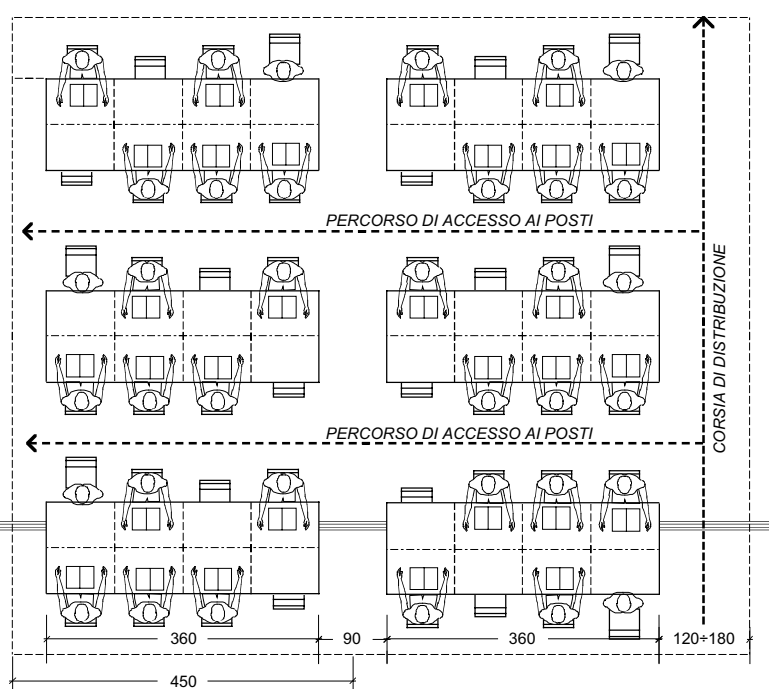 PERCORSO DI ACCESSO AI POSTI
CORSIA DI DISTRIBUZIONE
PERCORSO DI ACCESSO AI POSTI
360
90
360
120÷180
450